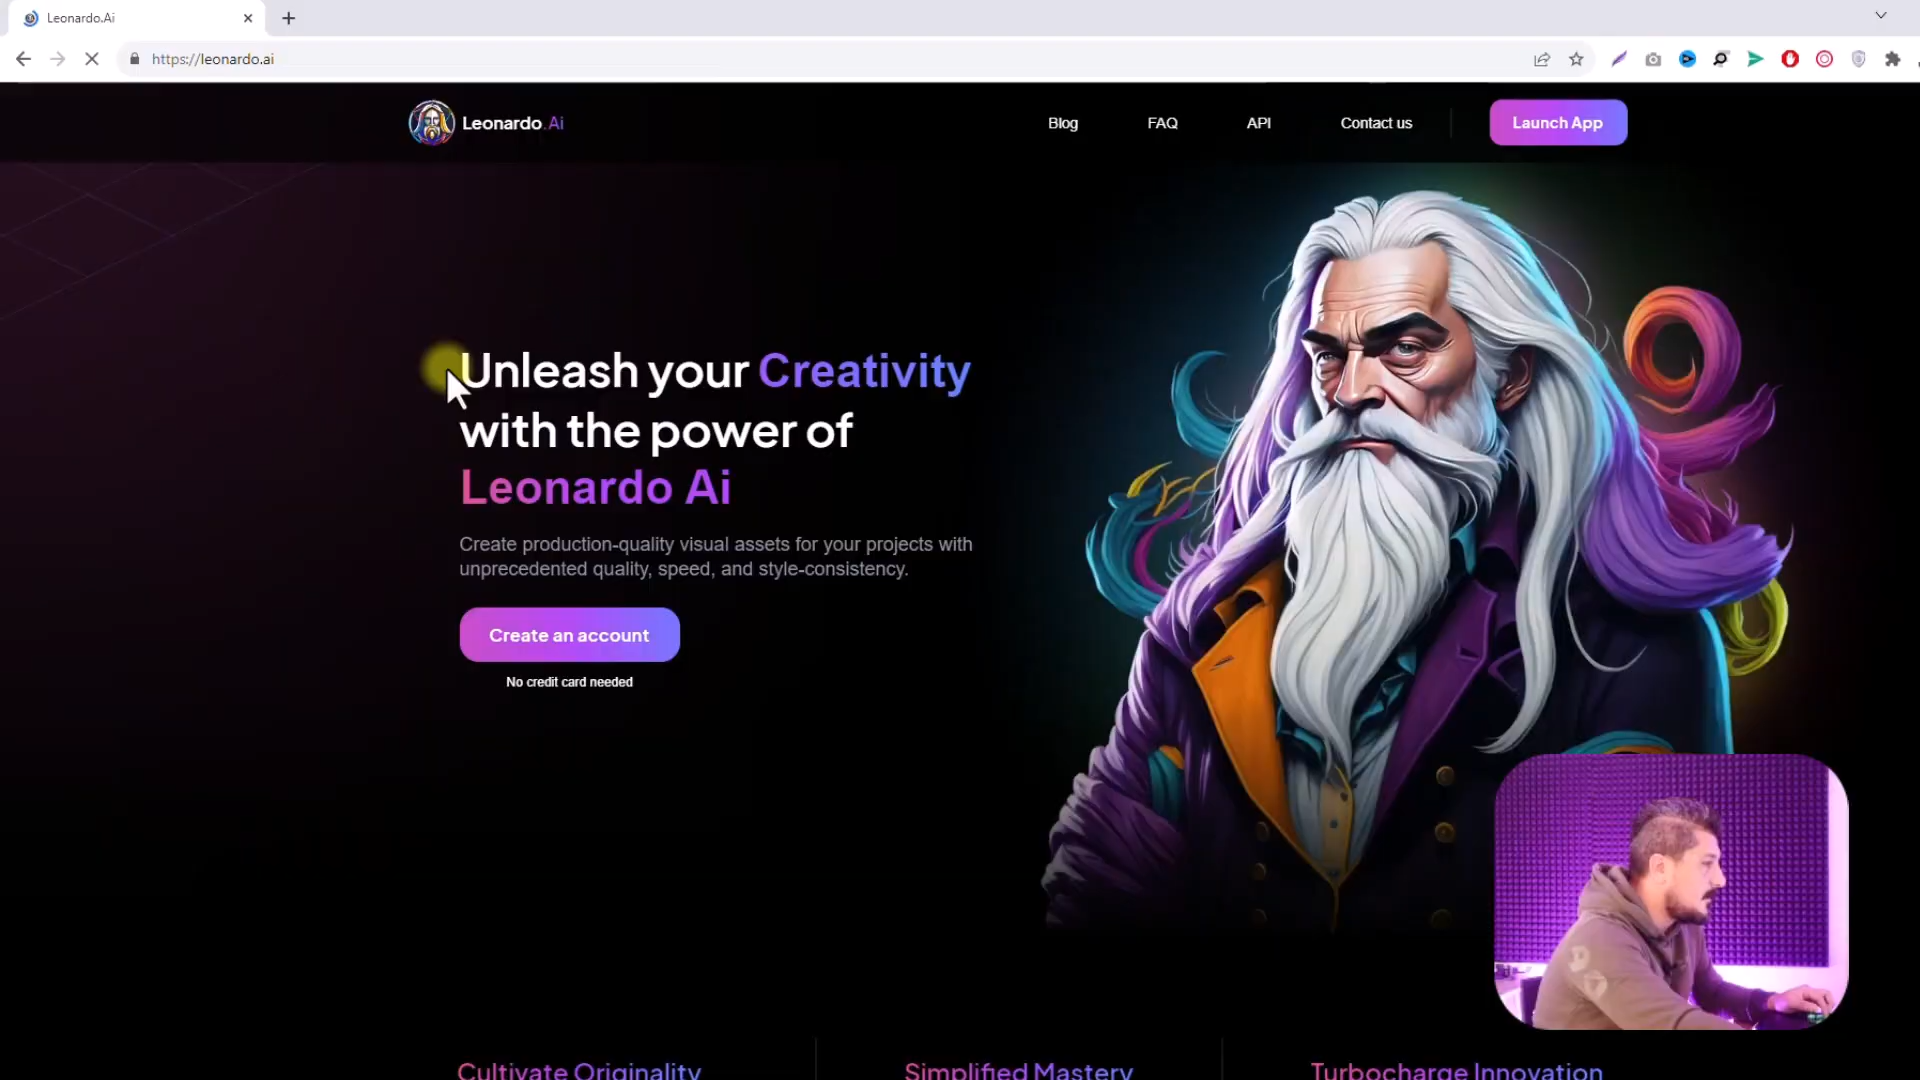 Leonardo.Ai
https://leonardo.ai
Leonardo.Ai
Blog
FAQ
API
Contact us
Launch App
Unleash your Creativity
with the power of
Leonardo Ai
Create production-quality visual assets for your projects with
unprecedented quality, speed, and style-consistency.
Create an account
No credit card needed
Cultivate Originality
Simplified Mastery
Turbocharge Innovation